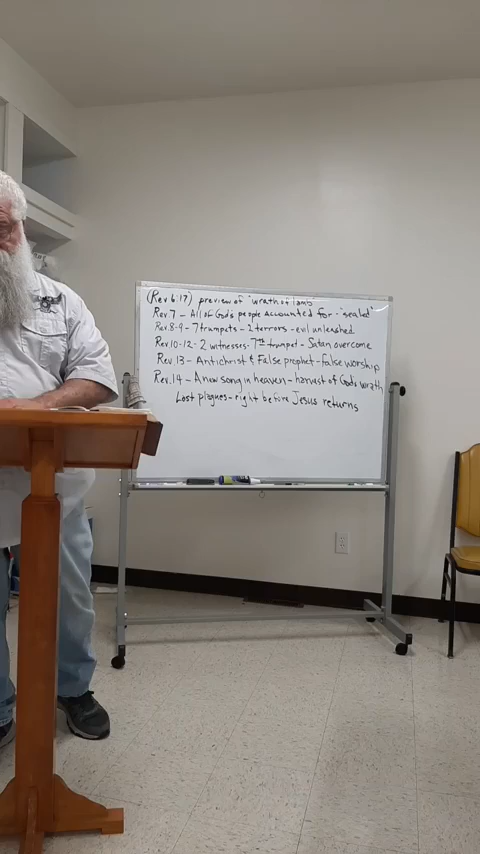 (Rev 6:17) preview of "wrath of lamb
Rev 7 - All of God's people accounted for - "sealed"
Rev. 8-9 - 7 trumpets - 2 terrors - evil unleashed
Rev. 10-12 - 2 witnesses - 7th trumpet - Satan overcome
Rev 13 - Antichrist & False prophet - False worship
Rev. 14 - A new song in heaven - harvest of God's wrath
Last plagues - right before Jesus returns